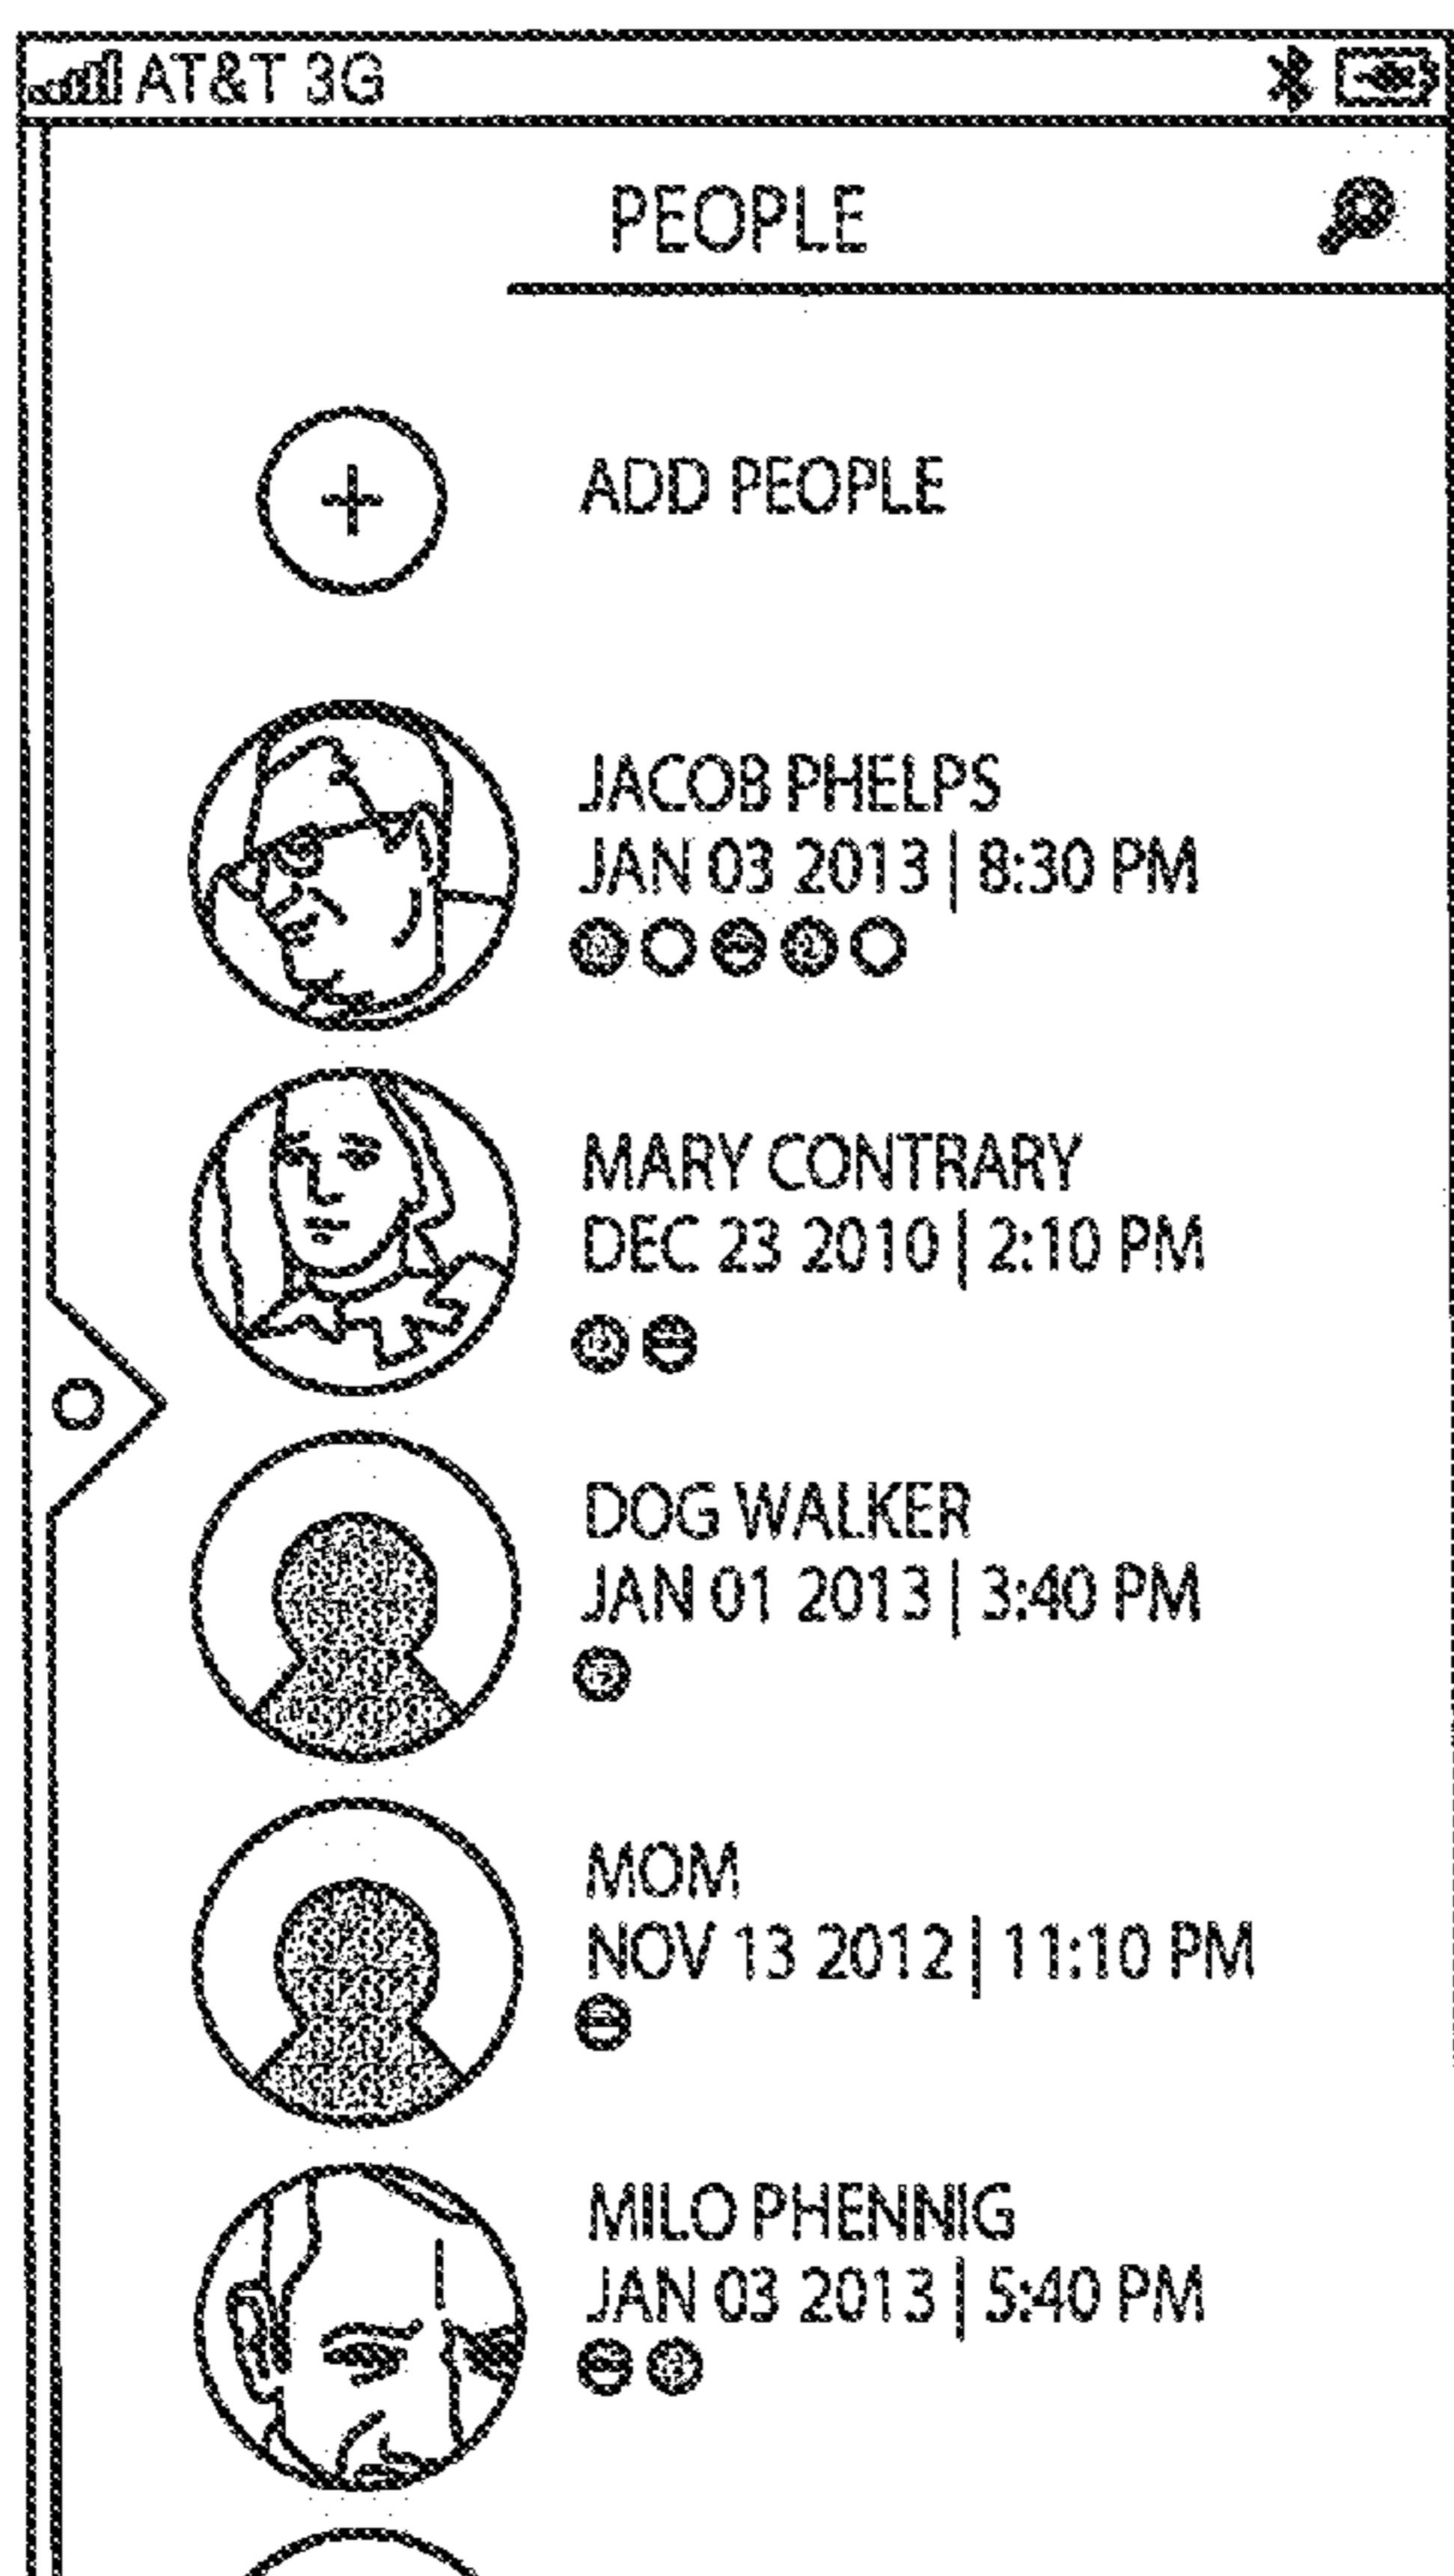 AT&T 3G
PEOPLE
ADD PEOPLE
JACOB PHELPS
JAN 03 2013 | 8:30 PM
MARY CONTRARY
DEC 23 2010 | 2:10 PM
DOG WALKER
JAN 01 2013 | 3:40 PM
MOM
NOV 13 2012 | 11:10 PM
MILO PHENNIG
JAN 03 2013 | 5:40 PM